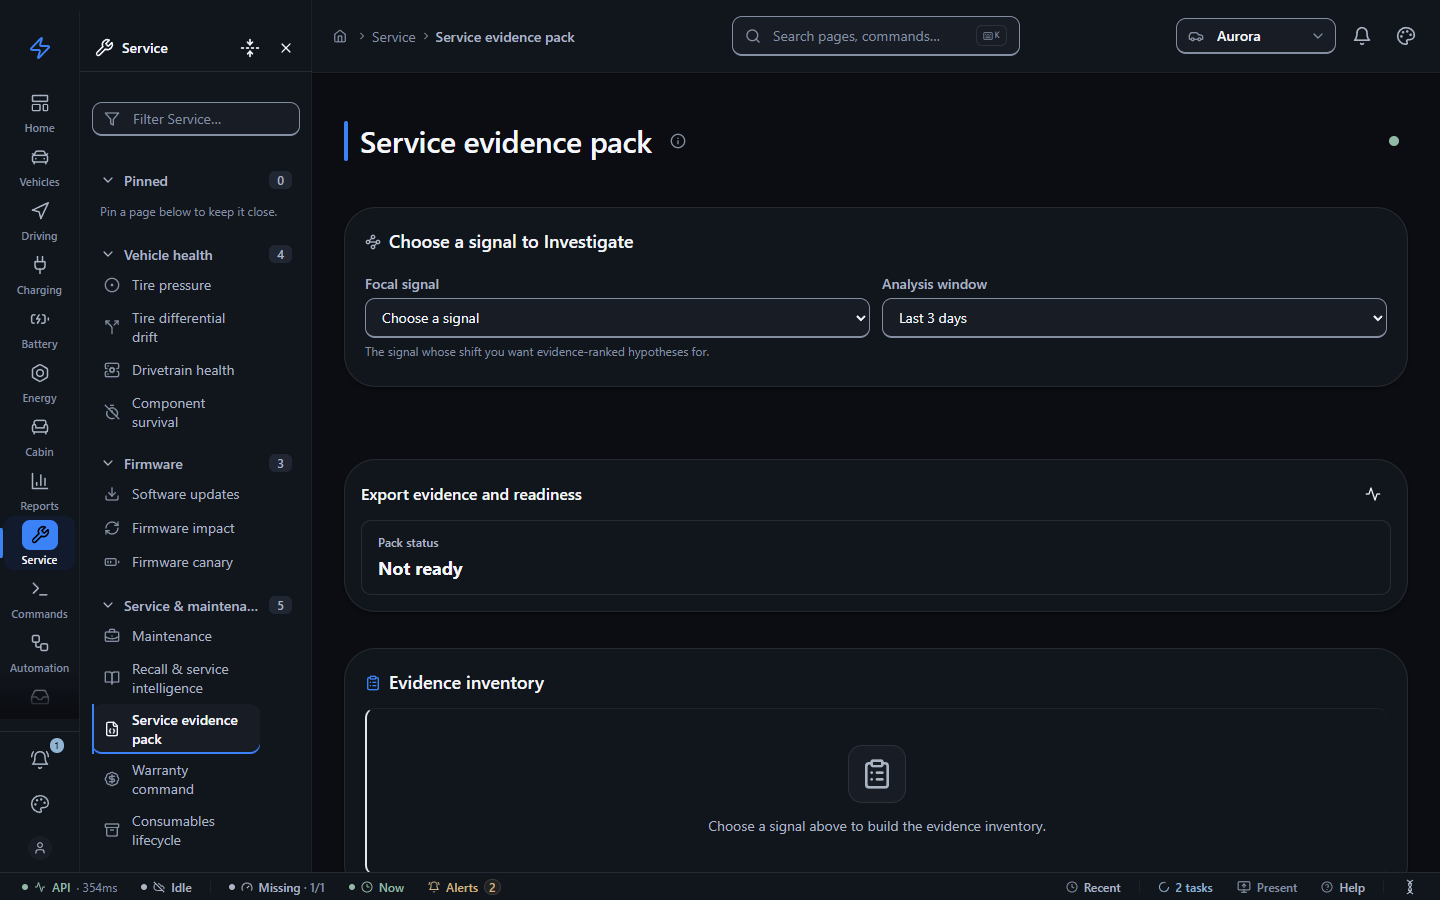 Service
Service
Service evidence pack
Search pages, commands...
K
Aurora
Home
Vehicles
Driving
Charging
Battery
Energy
Cabin
Reports
Service
Commands
Automation
1
Filter Service...
Pinned
0
Pin a page below to keep it close.
Vehicle health
4
Tire pressure
Tire differential
drift
Drivetrain health
Component
survival
Firmware
3
Software updates
Firmware impact
Firmware canary
Service & maintena...
5
Maintenance
Recall & service
intelligence
Service evidence
pack
Warranty
command
Consumables
lifecycle
Service evidence pack
Choose a signal to Investigate
Focal signal
Analysis window
Choose a signal
Last 3 days
The signal whose shift you want evidence-ranked hypotheses for.
Export evidence and readiness
Pack status
Not ready
Evidence inventory
Choose a signal above to build the evidence inventory.
API · 354ms
Idle
Missing · 1/1
Now
Alerts 2
Recent
2 tasks
Present
Help